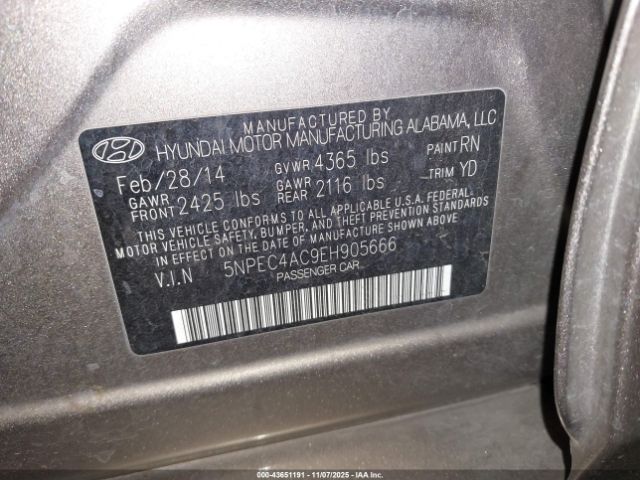 MANUFACTURED BY
HYUNDAI MOTOR MANUFACTURING ALABAMA, LLC
Feb/28/14 GVWR 4365 lbs PAINT RN
GAWR FRONT 2425 lbs GAWR REAR 2116 lbs TRIM YD
THIS VEHICLE CONFORMS TO ALL APPLICABLE U.S.A. FEDERAL
MOTOR VEHICLE SAFETY, BUMPER, AND THEFT PREVENTION STANDARDS
IN EFFECT ON THE DATE OF MANUFACTURE SHOWN ABOVE.
V.I.N 5NPEC4AC9EH905666
PASSENGER CAR
000-43651191 - 11/07/2025 - IAAI.COM